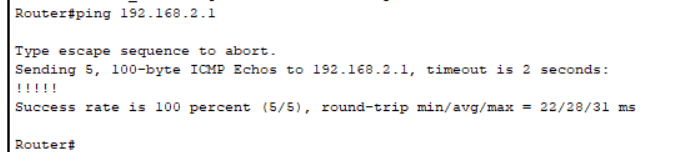 Router#ping 192.168.2.1
Type escape sequence to abort.
Sending 5, 100-byte ICMP Echos to 192.168.2.1, timeout is 2 seconds:
!!!!!
Success rate is 100 percent (5/5), round-trip min/avg/max = 22/28/31 ms
Router#